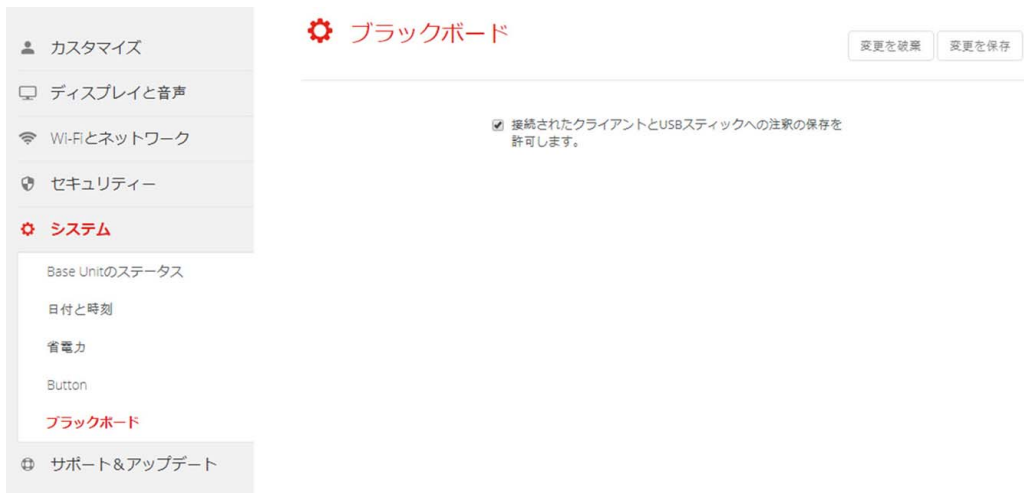 カスタマイズ
ディスプレイと音声
Wi-Fiとネットワーク
セキュリティー
システム
Base Unitのステータス
日付と時刻
省電力
Button
ブラックボード
サポート＆アップデート
ブラックボード
変更を破棄
変更を保存
接続されたクライアントとUSBスティックへの注釈の保存を
許可します。